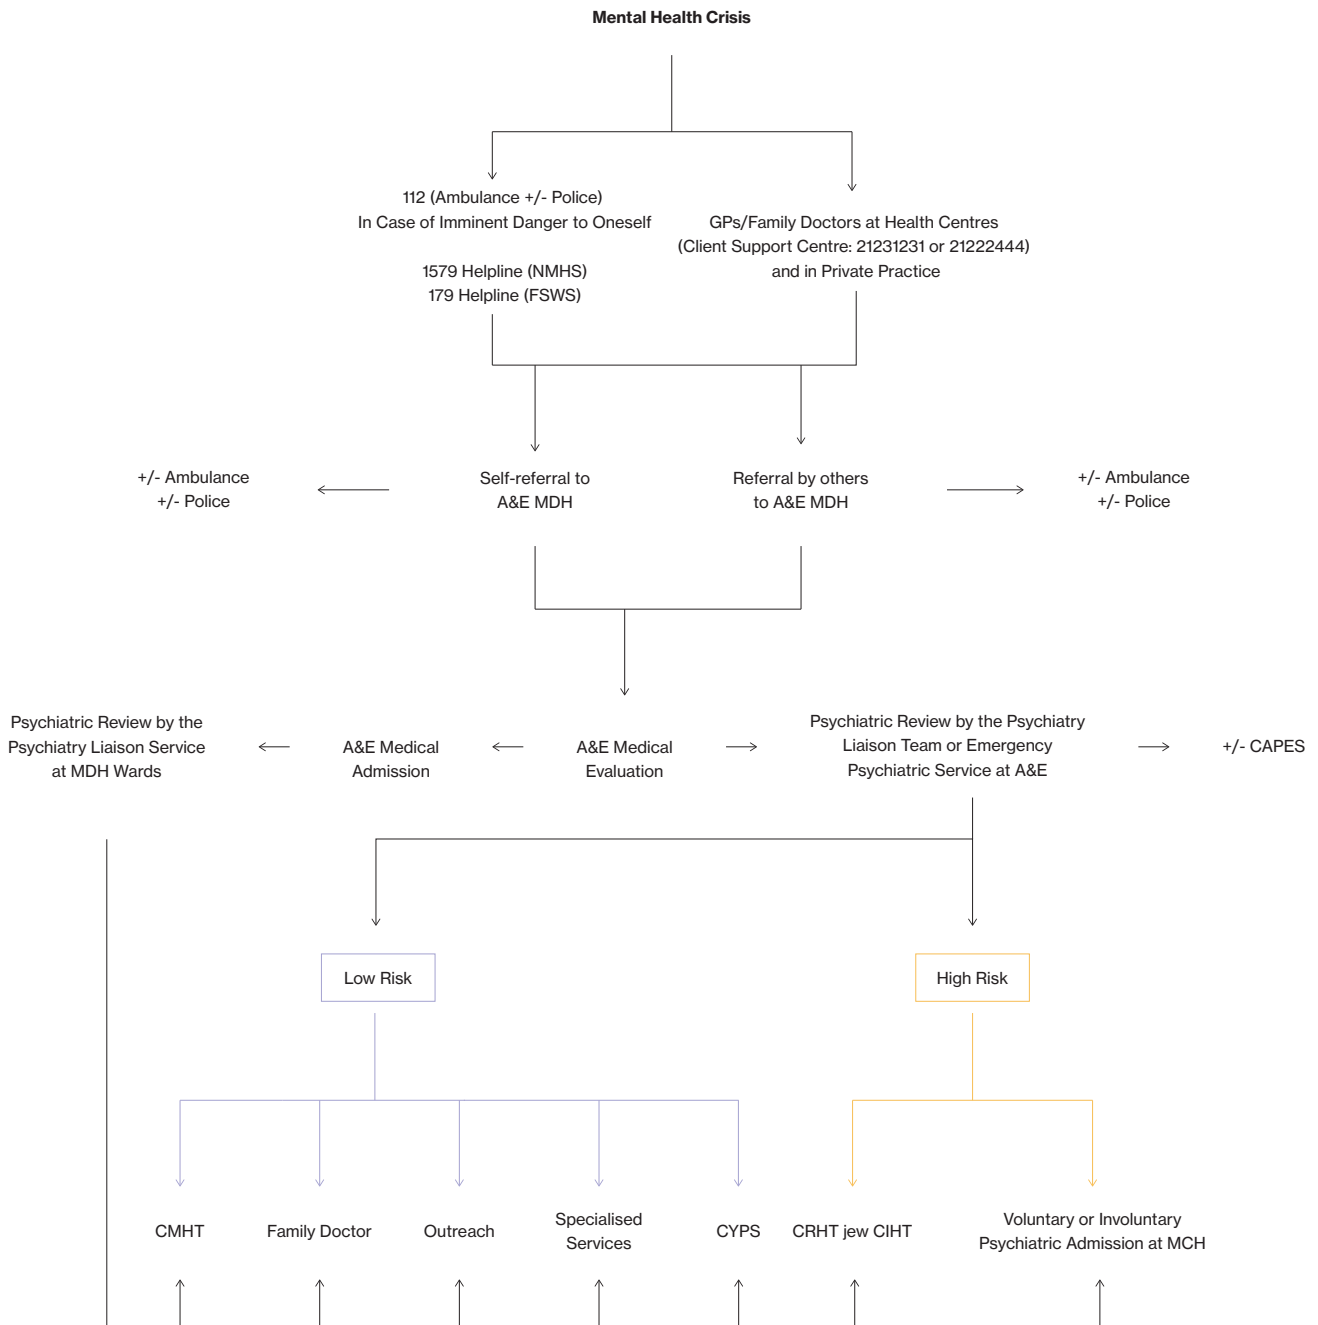 Mental Health Crisis
112 (Ambulance +/- Police)
In Case of Imminent Danger to Oneself
1579 Helpline (NMHS)
179 Helpline (FSWS)
GPs/Family Doctors at Health Centres
(Client Support Centre: 21231231 or 21222444)
and in Private Practice
+/- Ambulance
+/- Police
Self-referral to
A&E MDH
Referral by others
to A&E MDH
+/- Ambulance
+/- Police
Psychiatric Review by the
Psychiatry Liaison Service
at MDH Wards
A&E Medical
Admission
A&E Medical
Evaluation
Psychiatric Review by the Psychiatry
Liaison Team or Emergency
Psychiatric Service at A&E
+/- CAPES
Low Risk
High Risk
CMHT
Family Doctor
Outreach
Specialised
Services
CYPS
CRHT jew CIHT
Voluntary or Involuntary
Psychiatric Admission at MCH